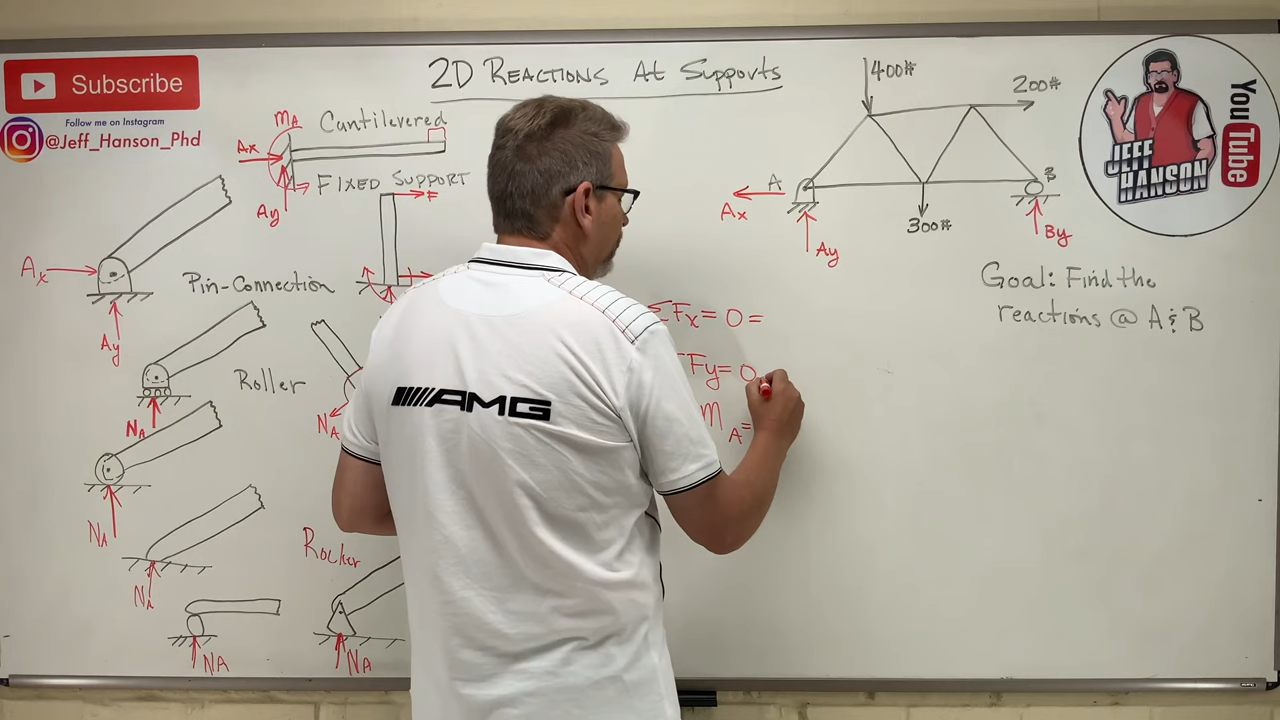 2D REACTIONS At Supports
Subscribe
Follow me on Instagram
@Jeff_Hanson_Phd
MA
Cantilevered
Ax
FIXED SUPPORT
Ay
F
Ax
Pin-Connection
Ay
Roller
NA
NA
NA
NA
Rocker
NA
NA
400#
200#
A
B
Ax
Ay
300#
By
Goal: Find the
reactions @ A & B
ΣFx = 0 =
Fy = 0
M A =
JEFF
HANSON
YouTube
AMG